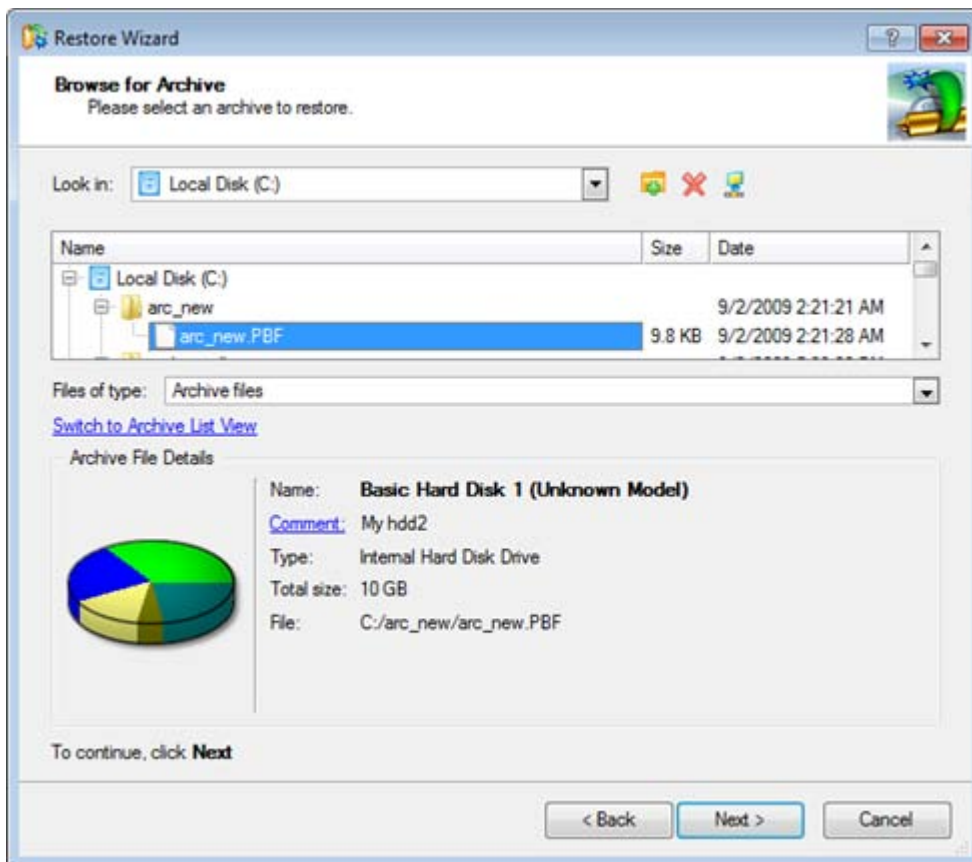 Restore Wizard
Browse for Archive
Please select an archive to restore.
Look in: Local Disk (C:)
Name Size Date
Local Disk (C:)
arc_new 9/2/2009 2:21:21 AM
arc_new.PBF 9.8 KB 9/2/2009 2:21:28 AM
Files of type: Archive files
Switch to Archive List View
Archive File Details
Name: Basic Hard Disk 1 (Unknown Model)
Comment: My hdd2
Type: Internal Hard Disk Drive
Total size: 10 GB
File: C:/arc_new/arc_new.PBF
To continue, click Next
< Back Next > Cancel